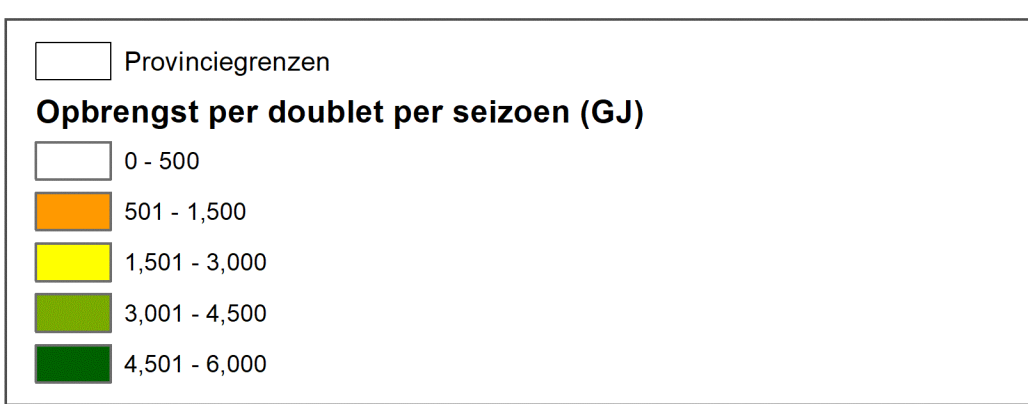 Provinciegrenzen
Opbrengst per doublet per seizoen (GJ)
0 - 500
501 - 1,500
1,501 - 3,000
3,001 - 4,500
4,501 - 6,000